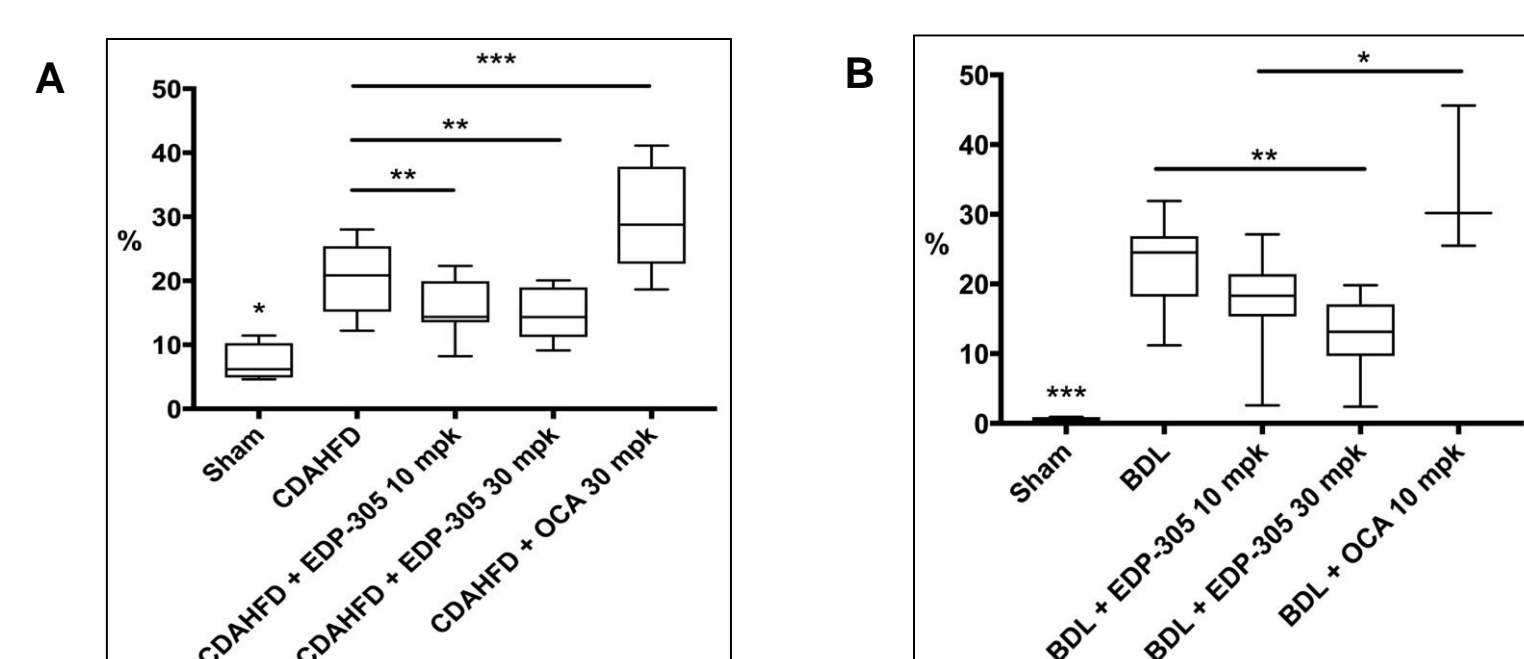 A
***
50
**
40
**
30
%
20
*
10
0
Sham
CDAHFD
CDAHFD + EDP-305 10 mpk
CDAHFD + EDP-305 30 mpk
CDAHFD + OCA 30 mpk
B
*
50
40
**
30
%
20
10
***
0
Sham
BDL
BDL + EDP-305 10 mpk
BDL + EDP-305 30 mpk
BDL + OCA 10 mpk